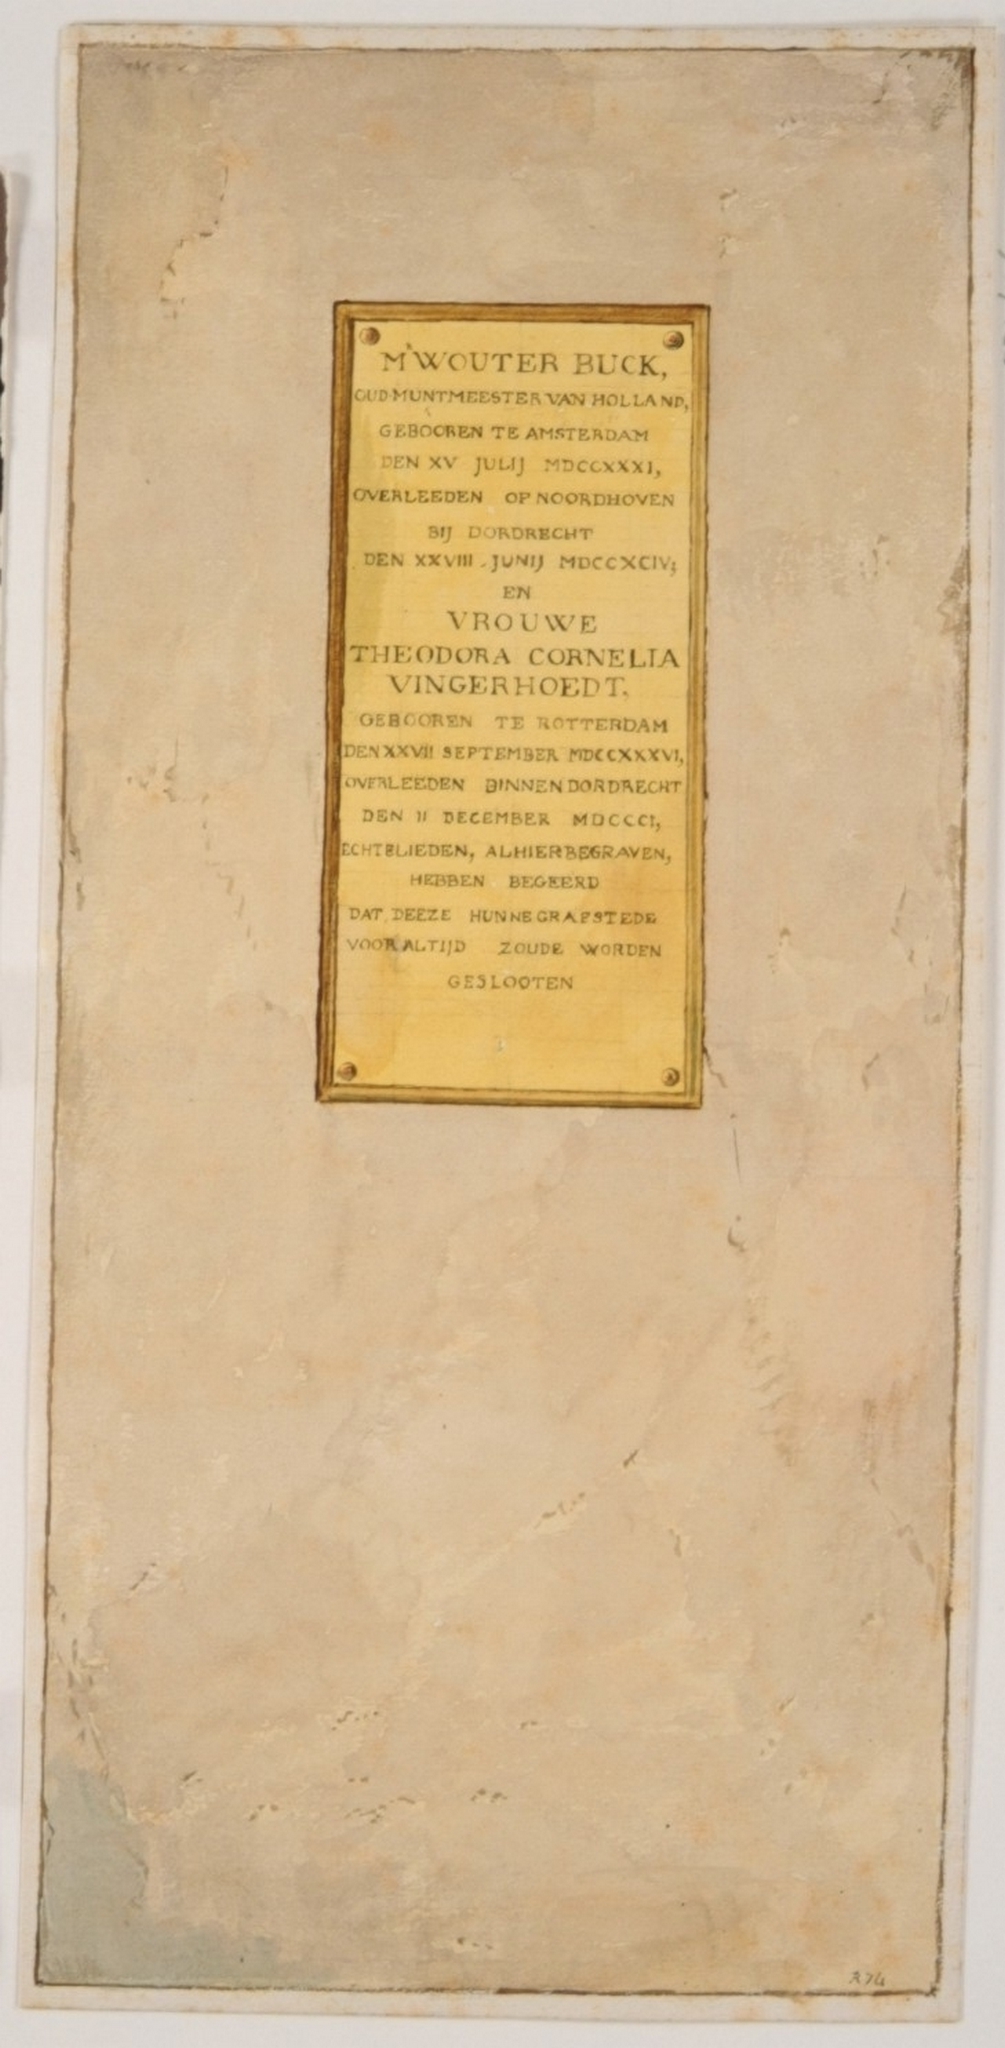 Mr WOUTER BUCK,
OUD-MUNTMEESTER VAN HOLLAND,
GEBOOREN TE AMSTERDAM
DEN XV JULIJ MDCCXXXI,
OVERLEEDEN OP NOORDHOVEN
BIJ DORDRECHT
DEN XXVIII JUNIJ MDCCXCIV;
EN
VROUWE
THEODORA CORNELIA
VINGERHOEDT,
GEBOOREN TE ROTTERDAM
DEN XXVII SEPTEMBER MDCCXXXVI,
OVERLEEDEN BINNEN DORDRECHT
DEN II DECEMBER MDCCCI,
ECHTELIEDEN, ALHIER BEGRAVEN,
HEBBEN BEGEERD
DAT DEEZE HUNNE GRAFSTEDE
VOOR ALTIJD ZOUDE WORDEN
GESLOOTEN
R74